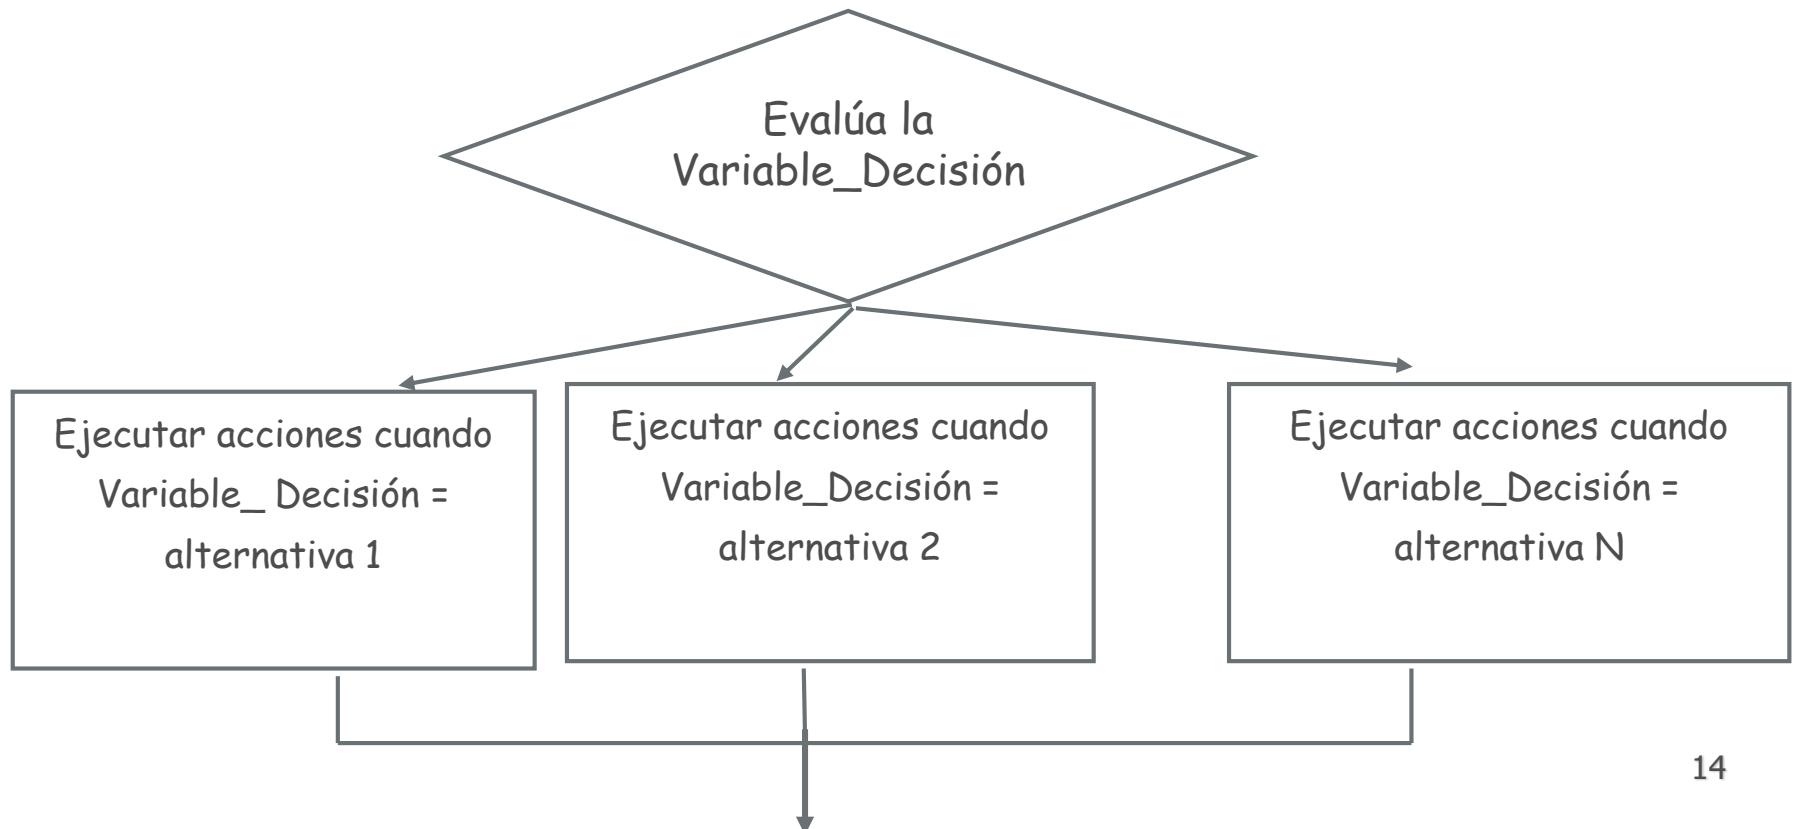 Evalúa la
Variable_Decisión
Ejecutar acciones cuando
Variable_ Decisión =
alternativa 1
Ejecutar acciones cuando
Variable_Decisión =
alternativa 2
Ejecutar acciones cuando
Variable_Decisión =
alternativa N
14